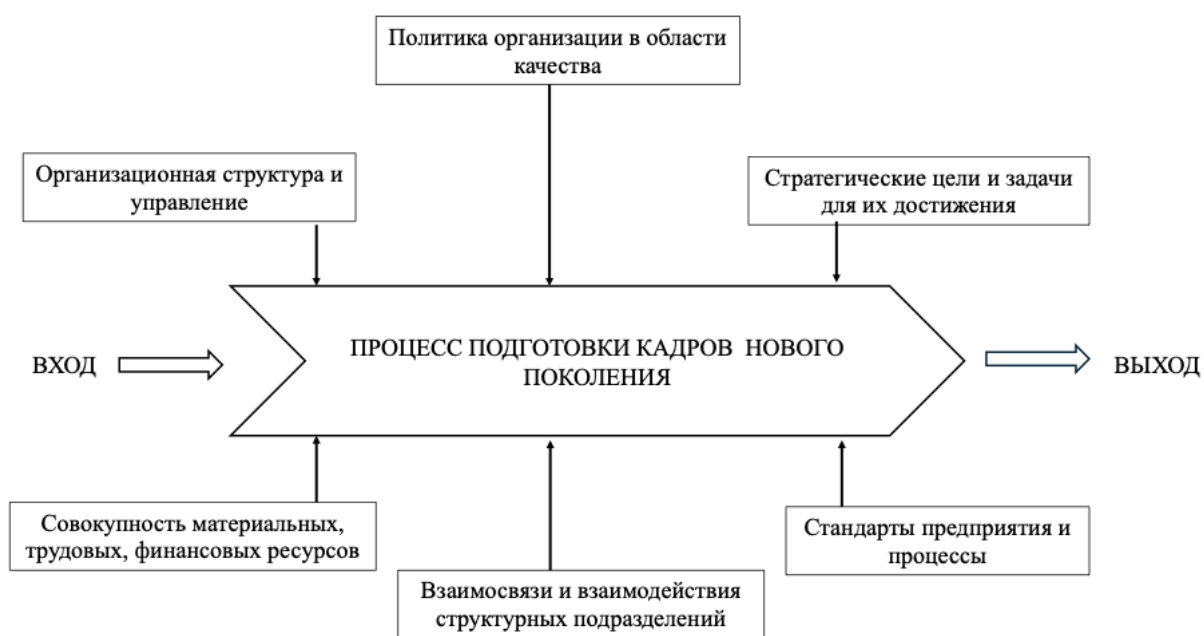 Политика организации в области
качества
Организационная структура и
управление
Стратегические цели и задачи
для их достижения
ВХОД
ПРОЦЕСС ПОДГОТОВКИ КАДРОВ НОВОГО
ПОКОЛЕНИЯ
ВЫХОД
Совокупность материальных,
трудовых, финансовых ресурсов
Взаимосвязи и взаимодействия
структурных подразделений
Стандарты предприятия и
процессы